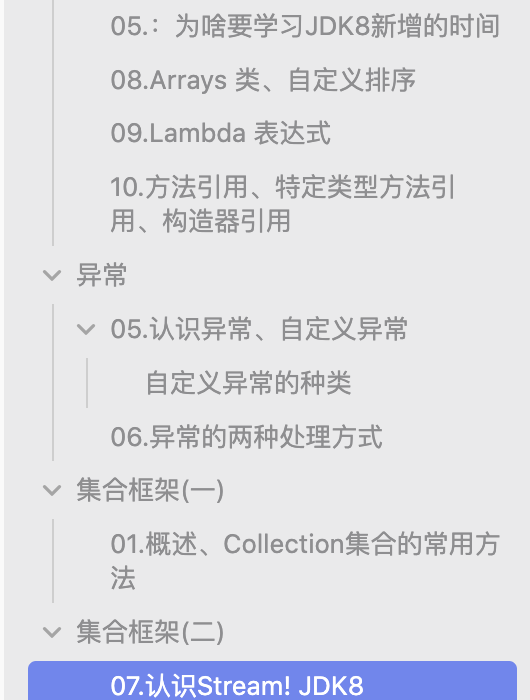 05.：为啥要学习JDK8新增的时间
08.Arrays 类、自定义排序
09.Lambda 表达式
10.方法引用、特定类型方法引
用、构造器引用
异常
05.认识异常、自定义异常
自定义异常的种类
06.异常的两种处理方式
集合框架(一)
01.概述、Collection集合的常用方
法
集合框架(二)
07.认识Stream! JDK8